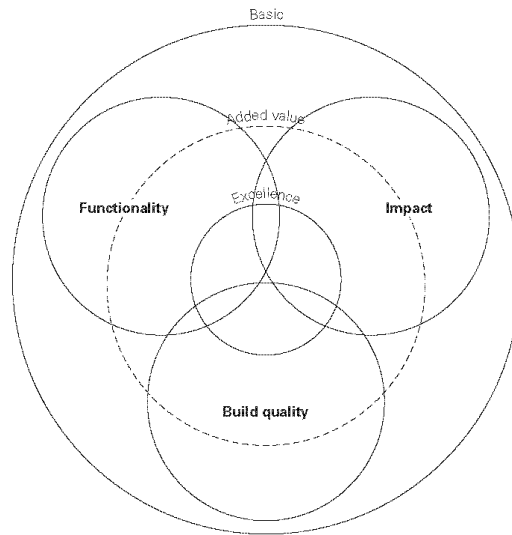 Basic
Added value
Excellence
Functionality
Impact
Build quality